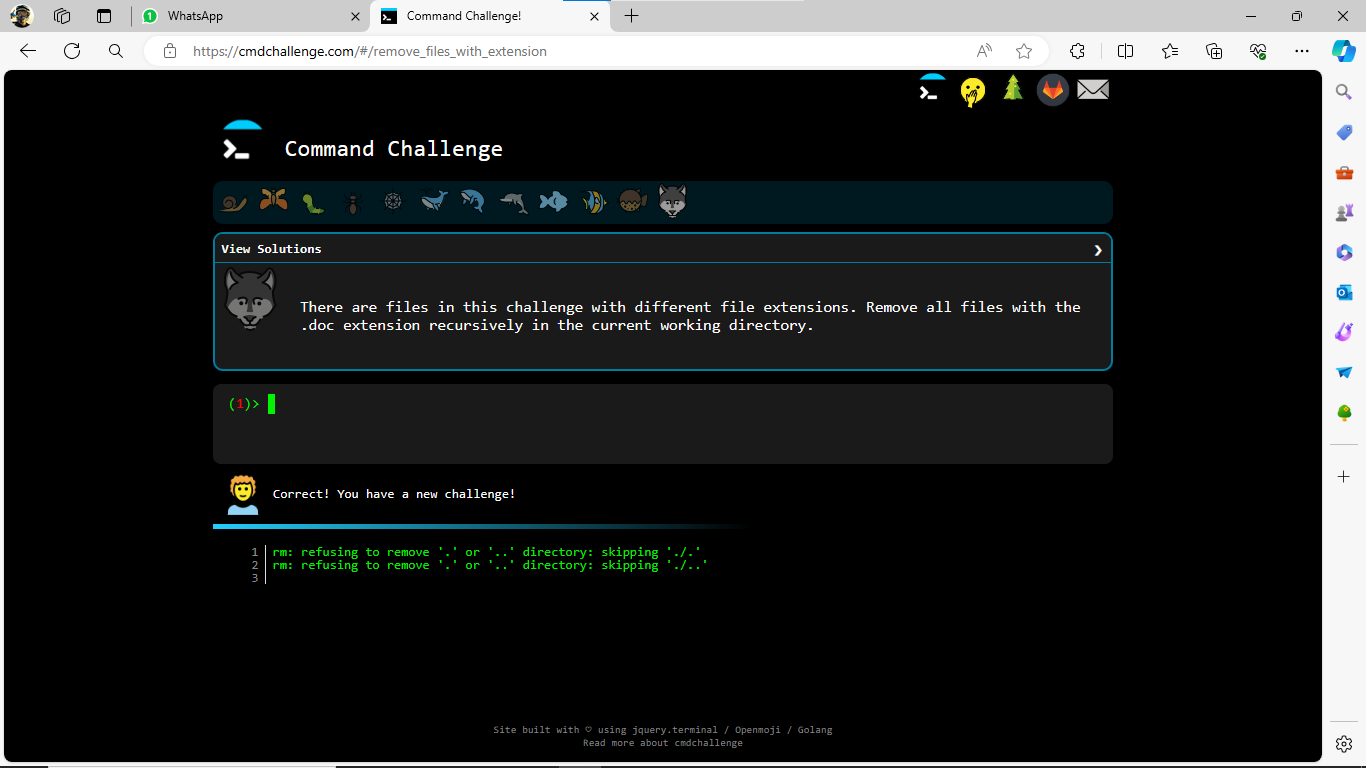 1
WhatsApp
Command Challenge!
https://cmdchallenge.com/#/remove_files_with_extension
Command Challenge
View Solutions
There are files in this challenge with different file extensions. Remove all files with the
.doc extension recursively in the current working directory.
(1)>
Correct! You have a new challenge!
1 rm: refusing to remove '.' or '..' directory: skipping './.'
2 rm: refusing to remove '.' or '..' directory: skipping './..'
3
Site built with ♡ using jquery.terminal / Openmoji / Golang
Read more about cmdchallenge